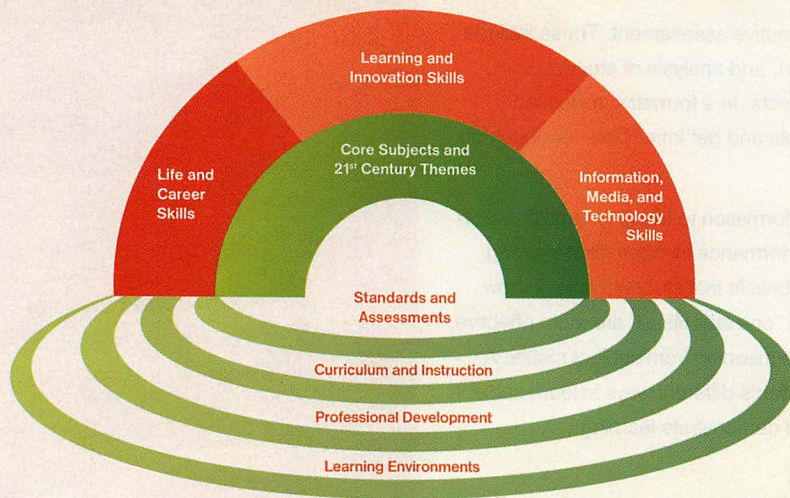 Learning and
Innovation Skills
Core Subjects and
21st Century Themes
Life and
Career
Skills
Information,
Media, and
Technology
Skills
Standards and
Assessments
Curriculum and Instruction
Professional Development
Learning Environments